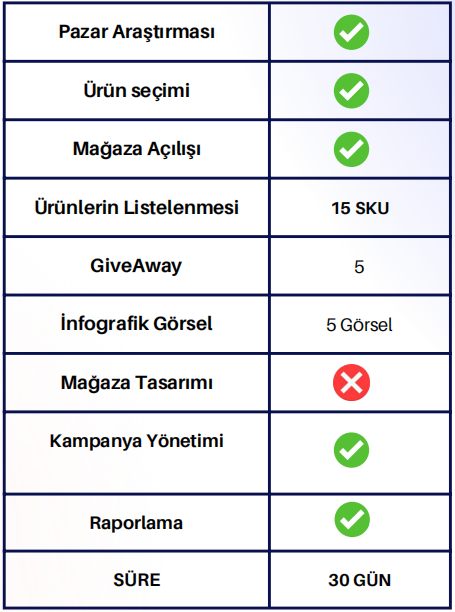 Pazar Araştırması
Ürün seçimi
Mağaza Açılışı
Ürünlerin Listelenmesi 15 SKU
GiveAway 5
İnfografik Görsel 5 Görsel
Mağaza Tasarımı
Kampanya Yönetimi
Raporlama
SÜRE 30 GÜN